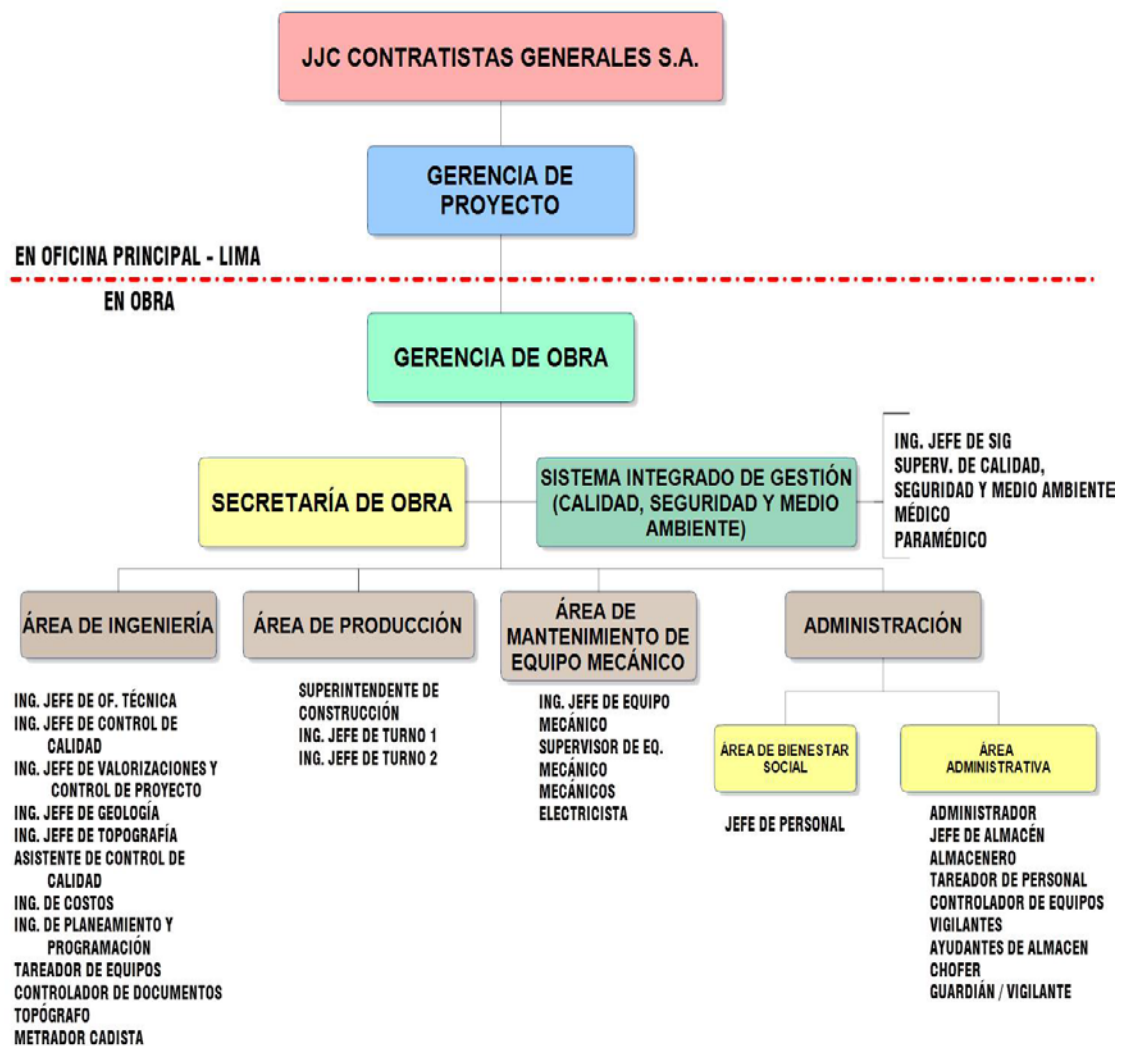 JJC CONTRATISTAS GENERALES S.A.
GERENCIA DE
PROYECTO
EN OFICINA PRINCIPAL - LIMA
EN OBRA
GERENCIA DE OBRA
SECRETARÍA DE OBRA
SISTEMA INTEGRADO DE GESTIÓN
(CALIDAD, SEGURIDAD Y MEDIO
AMBIENTE)
ING. JEFE DE SIG
SUPERV. DE CALIDAD,
SEGURIDAD Y MEDIO AMBIENTE
MÉDICO
PARAMÉDICO
ÁREA DE INGENIERÍA
ING. JEFE DE OF. TÉCNICA
ING. JEFE DE CONTROL DE
CALIDAD
ING. JEFE DE VALORIZACIONES Y
CONTROL DE PROYECTO
ING. JEFE DE GEOLOGÍA
ING. JEFE DE TOPOGRAFÍA
ASISTENTE DE CONTROL DE
CALIDAD
ING. DE COSTOS
ING. DE PLANEAMIENTO Y
PROGRAMACIÓN
TAREADOR DE EQUIPOS
CONTROLADOR DE DOCUMENTOS
TOPÓGRAFO
METRADOR CADISTA
ÁREA DE PRODUCCIÓN
SUPERINTENDENTE DE
CONSTRUCCIÓN
ING. JEFE DE TURNO 1
ING. JEFE DE TURNO 2
ÁREA DE
MANTENIMIENTO DE
EQUIPO MECÁNICO
ING. JEFE DE EQUIPO
MECÁNICO
SUPERVISOR DE EQ.
MECÁNICO
MECÁNICOS
ELECTRICISTA
ADMINISTRACIÓN
ÁREA DE BIENESTAR
SOCIAL
JEFE DE PERSONAL
ÁREA
ADMINISTRATIVA
ADMINISTRADOR
JEFE DE ALMACÉN
ALMACENERO
TAREADOR DE PERSONAL
CONTROLADOR DE EQUIPOS
VIGILANTES
AYUDANTES DE ALMACEN
CHOFER
GUARDIÁN / VIGILANTE